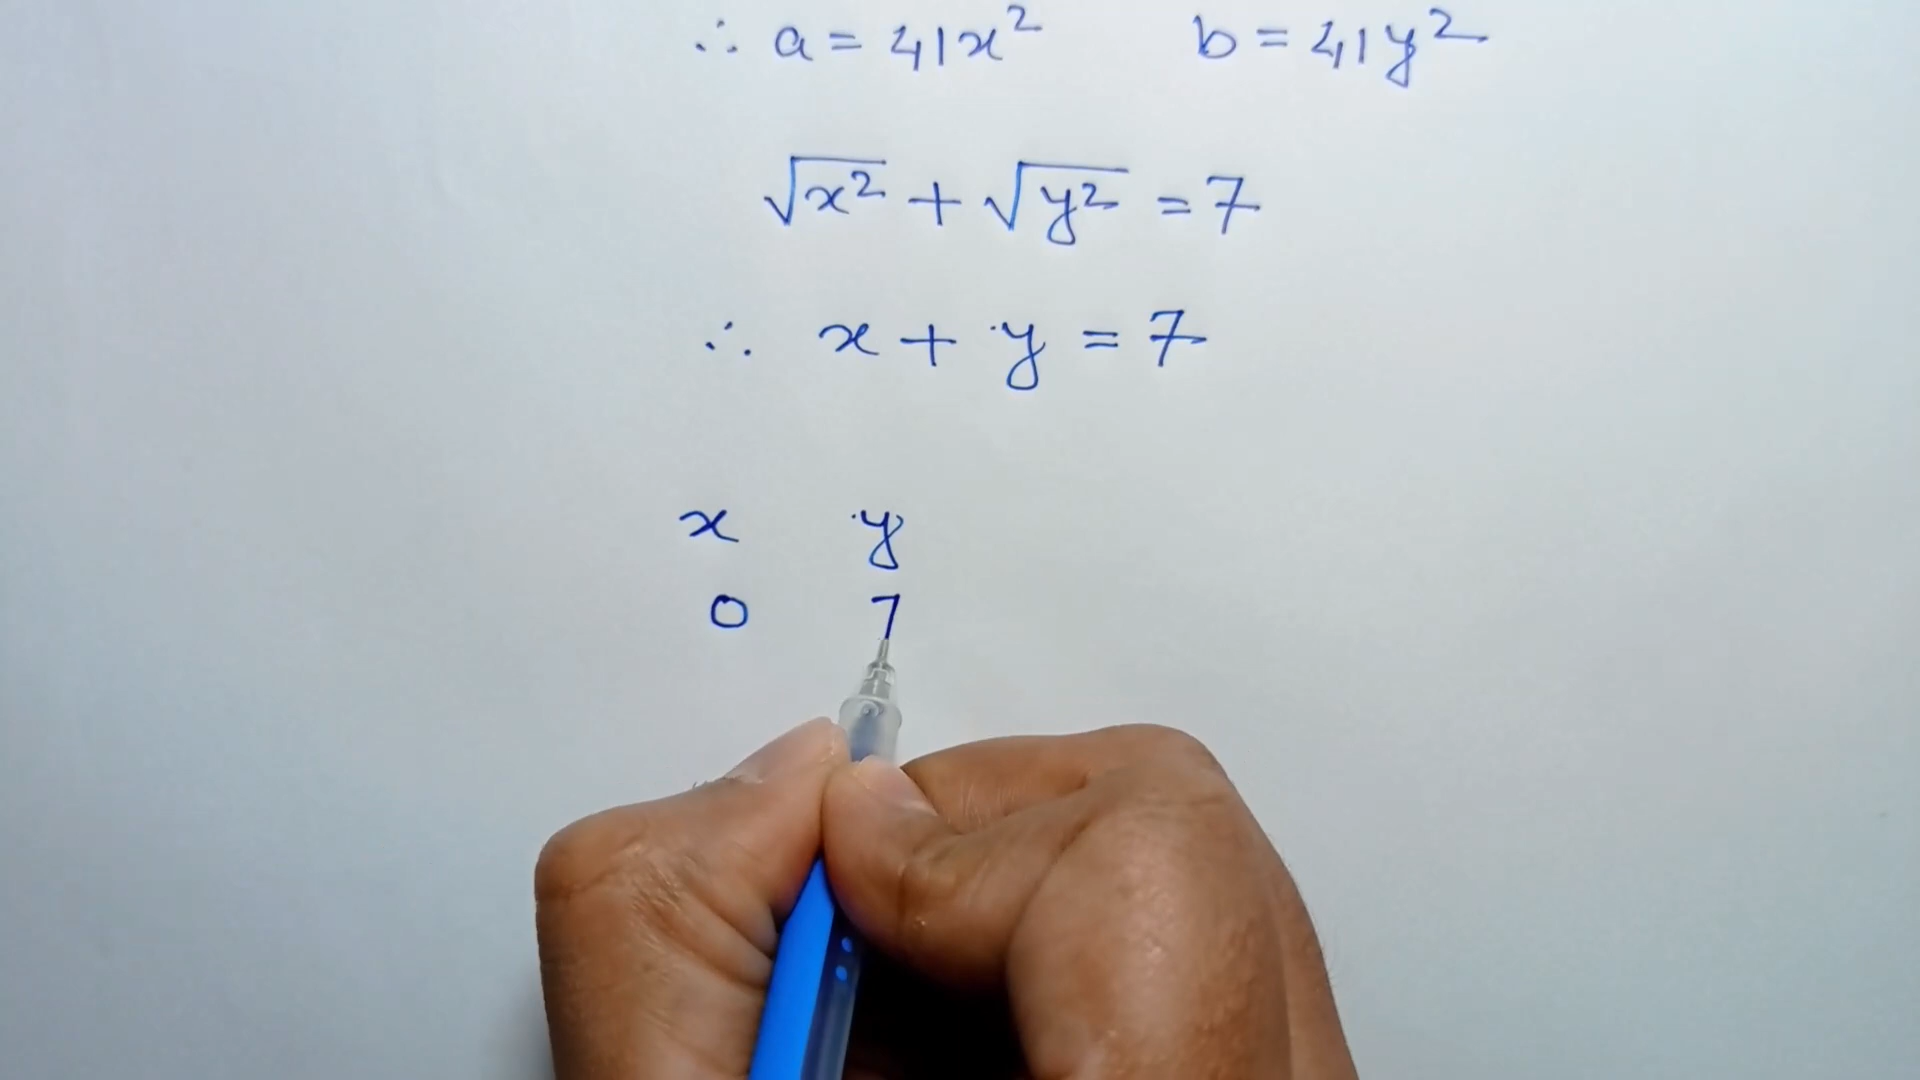 ∴ a = 41x² b = 41y²
√x² + √y² = 7
∴ x + y = 7
x y
0 7